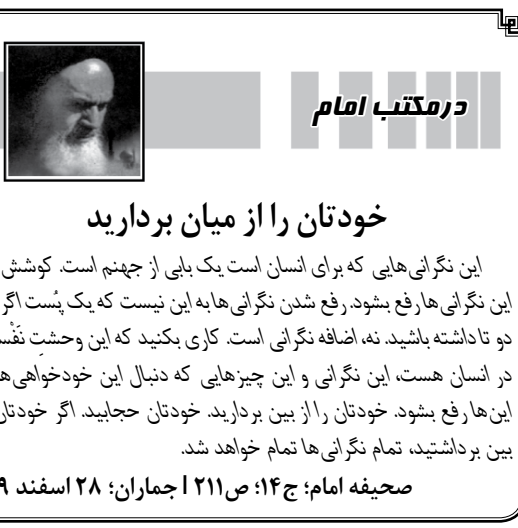 درمکتب امام
خودتان را از میان بردارید
این نگرانی‌هایی که برای انسان است یک بابی از جهنم است. کوشش
این نگرانی‌ها رفع بشود. رفع شدن نگرانی‌ها به این نیست که یک پُست اگر
دو تا داشته باشید. نه، اضافه نگرانی است. کاری بکنید که این وحشتِ
در انسان هست، این نگرانی و این چیزهایی که دنبال این خودخواهی
این‌ها رفع بشود. خودتان را از بین بردارید. خودتان حجابید. اگر
بین برداشتید، تمام نگرانی‌ها تمام خواهد شد.
صحیفه امام؛ ج۱۴؛ ص۲۱۱ | جماران؛ ۲۸ اسفند